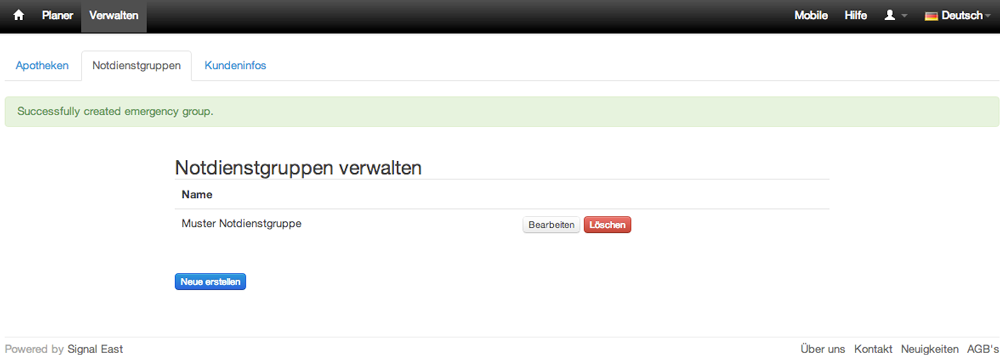 Planer Verwalten Mobile Hilfe Deutsch
Apotheken Notdienstgruppen Kundeninfos
Successfully created emergency group.
Notdienstgruppen verwalten
Name
Muster Notdienstgruppe Bearbeiten Löschen
Neue erstellen
Powered by Signal East Über uns Kontakt Neuigkeiten AGB's